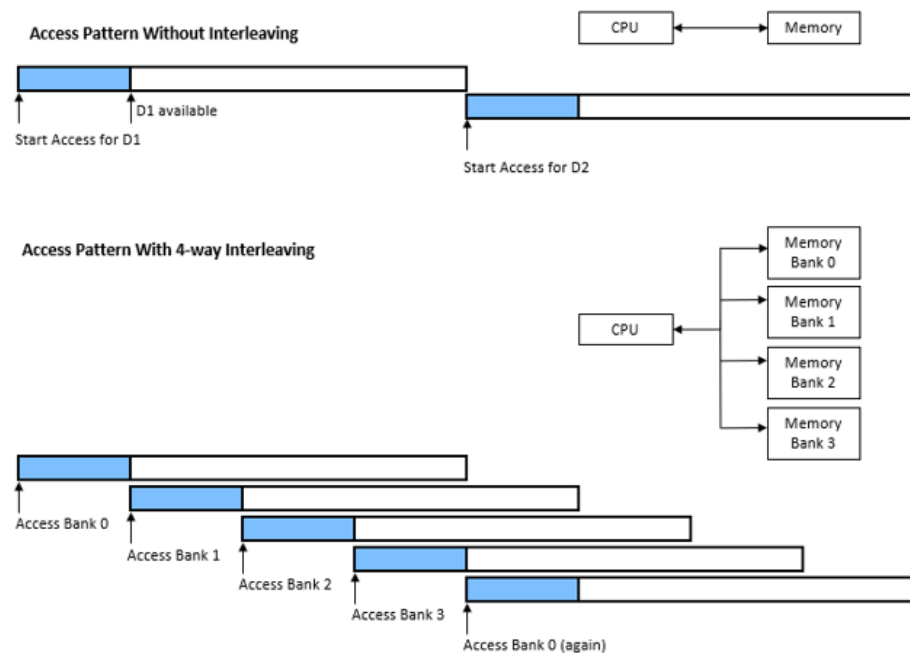 Access Pattern Without Interleaving
CPU
Memory
D1 available
Start Access for D1
Start Access for D2
Access Pattern With 4-way Interleaving
Memory
Bank 0
Memory
Bank 1
CPU
Memory
Bank 2
Memory
Bank 3
Access Bank 0
Access Bank 1
Access Bank 2
Access Bank 3
Access Bank 0 (again)